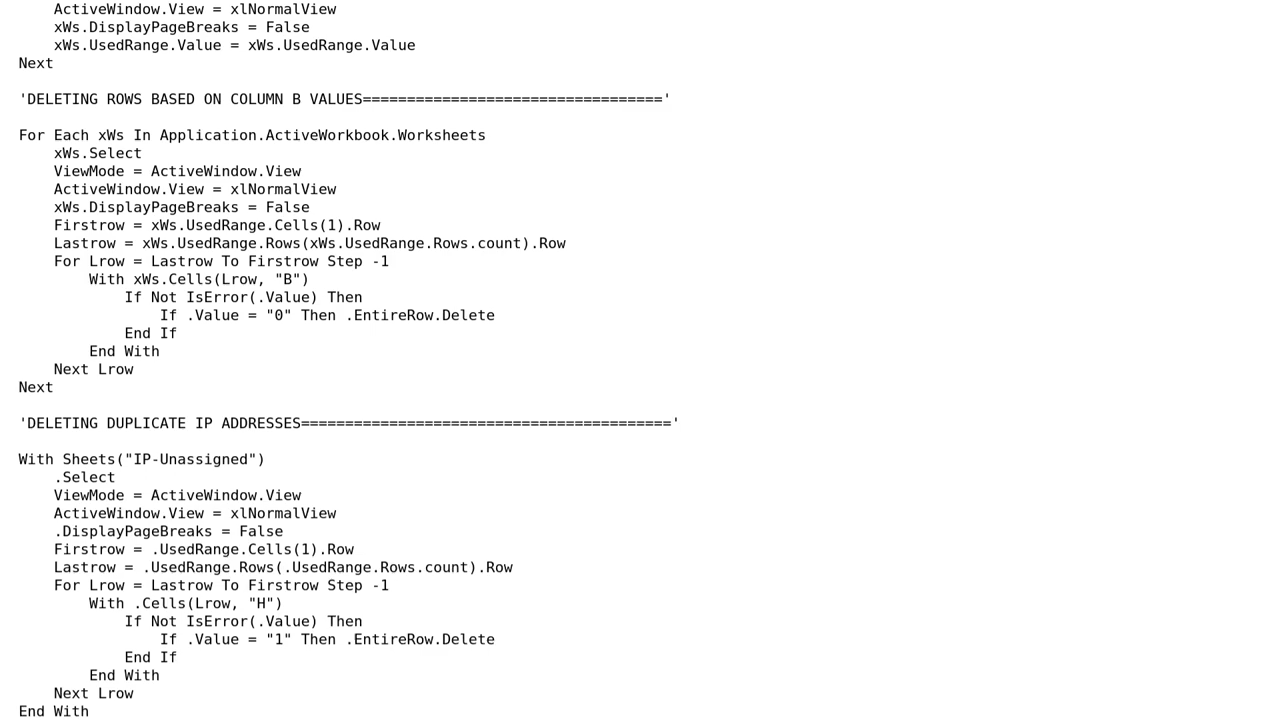 ActiveWindow.View = xlNormalView
    xWs.DisplayPageBreaks = False
    xWs.UsedRange.Value = xWs.UsedRange.Value
Next

'DELETING ROWS BASED ON COLUMN B VALUES=================================='

For Each xWs In Application.ActiveWorkbook.Worksheets
    xWs.Select
    ViewMode = ActiveWindow.View
    ActiveWindow.View = xlNormalView
    xWs.DisplayPageBreaks = False
    Firstrow = xWs.UsedRange.Cells(1).Row
    Lastrow = xWs.UsedRange.Rows(xWs.UsedRange.Rows.count).Row
    For Lrow = Lastrow To Firstrow Step -1
        With xWs.Cells(Lrow, "B")
            If Not IsError(.Value) Then
                If .Value = "0" Then .EntireRow.Delete
            End If
        End With
    Next Lrow
Next

'DELETING DUPLICATE IP ADDRESSES=========================================='

With Sheets("IP-Unassigned")
    .Select
    ViewMode = ActiveWindow.View
    ActiveWindow.View = xlNormalView
    .DisplayPageBreaks = False
    Firstrow = .UsedRange.Cells(1).Row
    Lastrow = .UsedRange.Rows(.UsedRange.Rows.count).Row
    For Lrow = Lastrow To Firstrow Step -1
        With .Cells(Lrow, "H")
            If Not IsError(.Value) Then
                If .Value = "1" Then .EntireRow.Delete
            End If
        End With
    Next Lrow
End With